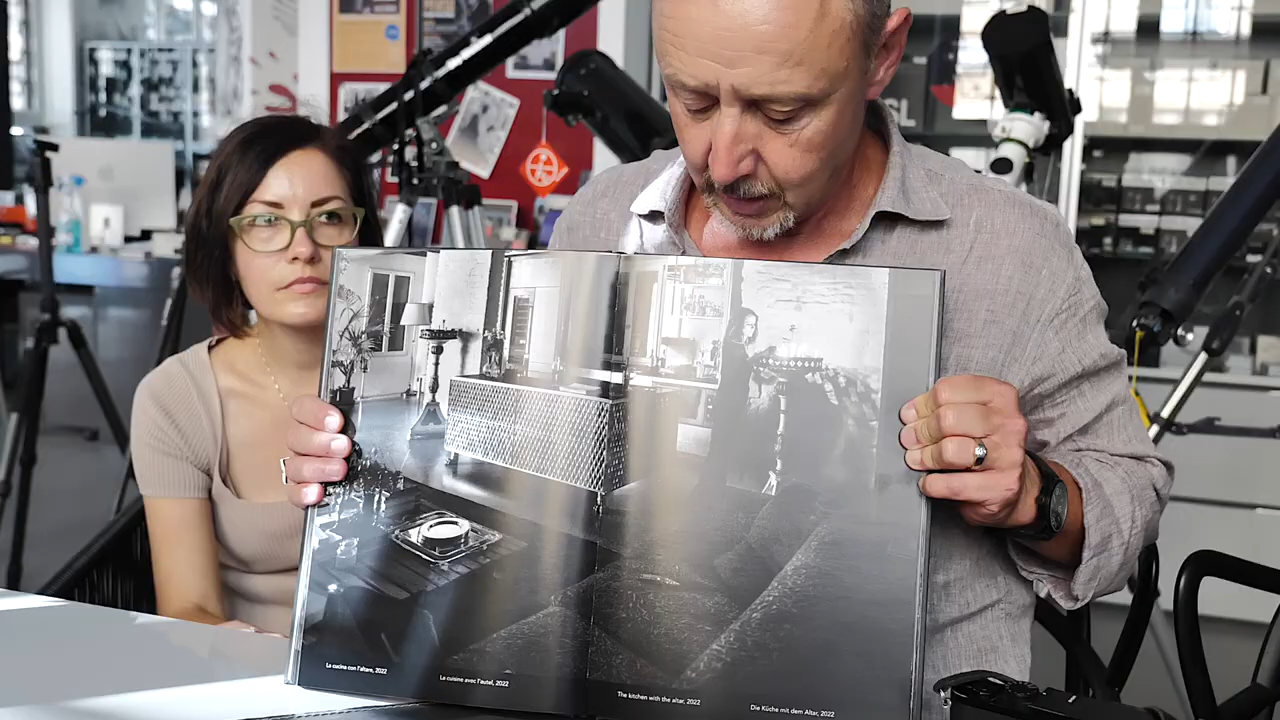 SL
La cucina con l'altare, 2022
La cuisine avec l'autel, 2022
The kitchen with the altar, 2022
Die Küche mit dem Altar, 2022